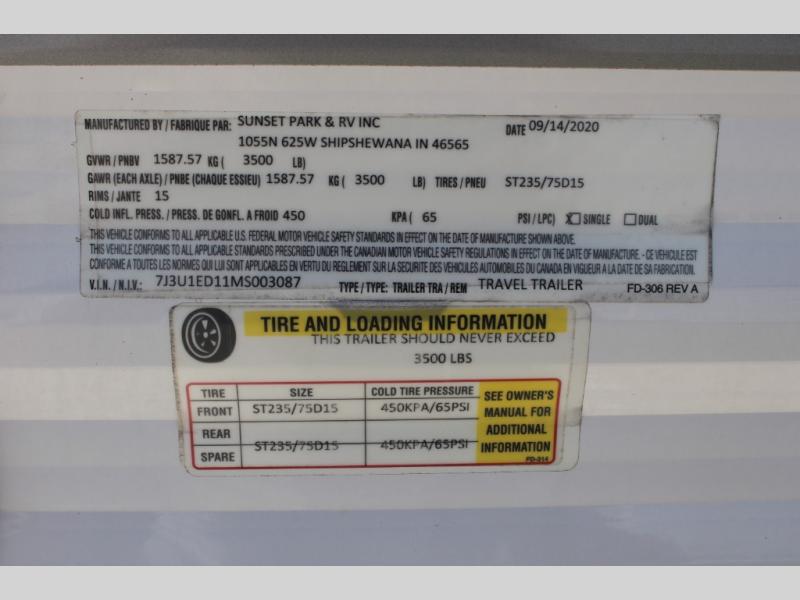 MANUFACTURED BY / FABRIQUE PAR: SUNSET PARK & RV INC DATE 09/14/2020
1055N 625W SHIPSHEWANA IN 46565
GVWR / PNBV 1587.57 KG ( 3500 LB)
GAWR (EACH AXLE) / PNBE (CHAQUE ESSIEU) 1587.57 KG ( 3500 LB) TIRES / PNEU ST235/75D15
RIMS / JANTE 15
COLD INFL. PRESS. / PRESS. DE GONFL. A FROID 450 KPA ( 65 PSI / LPC) X SINGLE DUAL
THIS VEHICLE CONFORMS TO ALL APPLICABLE U.S. FEDERAL MOTOR VEHICLE SAFETY STANDARDS IN EFFECT ON THE DATE OF MANUFACTURE SHOWN ABOVE.
THIS VEHICLE CONFORMS TO ALL APPLICABLE STANDARDS PRESCRIBED UNDER THE CANADIAN MOTOR VEHICLE SAFETY REGULATIONS IN EFFECT ON THE DATE OF MANUFACTURE. - CE VEHICULE EST
CONFORME A TOUTES LES NORMES QUI LUI SONT APPLICABLES EN VERTU DU REGLEMENT SUR LA SECURITE DES VEHICULES AUTOMOBILES DU CANADA EN VIGUEUR A LA DATE DE SA FABRICATION.
V.I.N. / N.I.V.: 7J3U1ED11MS003087 TYPE / TYPE: TRAILER TRA / REM TRAVEL TRAILER FD-306 REV A
TIRE AND LOADING INFORMATION
THIS TRAILER SHOULD NEVER EXCEED
3500 LBS
TIRE SIZE COLD TIRE PRESSURE
FRONT ST235/75D15 450KPA/65PSI
REAR
SPARE ST235/75D15 450KPA/65PSI
SEE OWNER'S
MANUAL FOR
ADDITIONAL
INFORMATION
FD-314